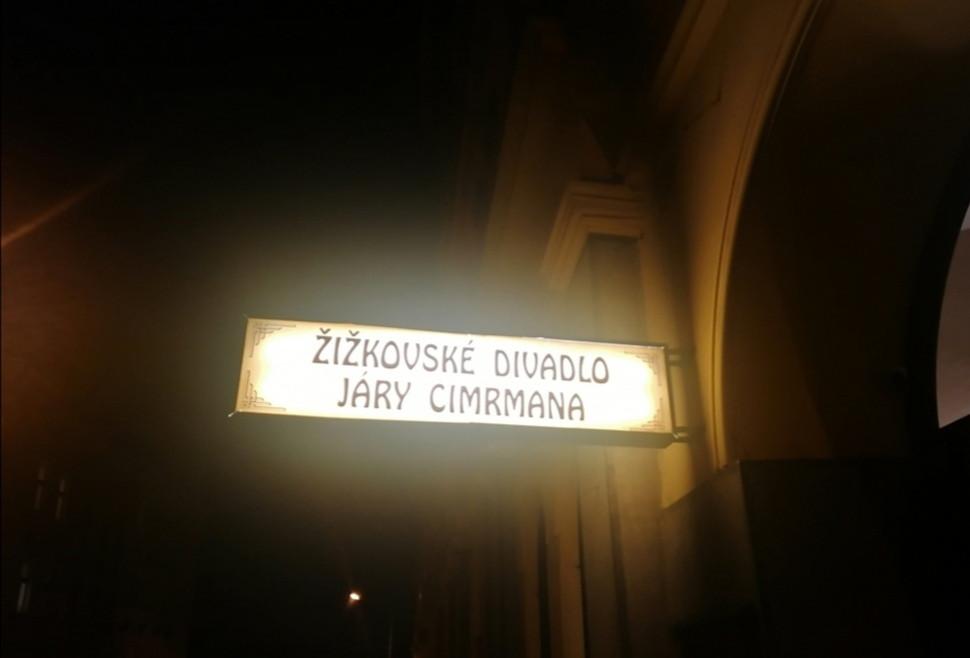 ŽIŽKOVSKÉ DIVADLO
JÁRY CIMRMANA